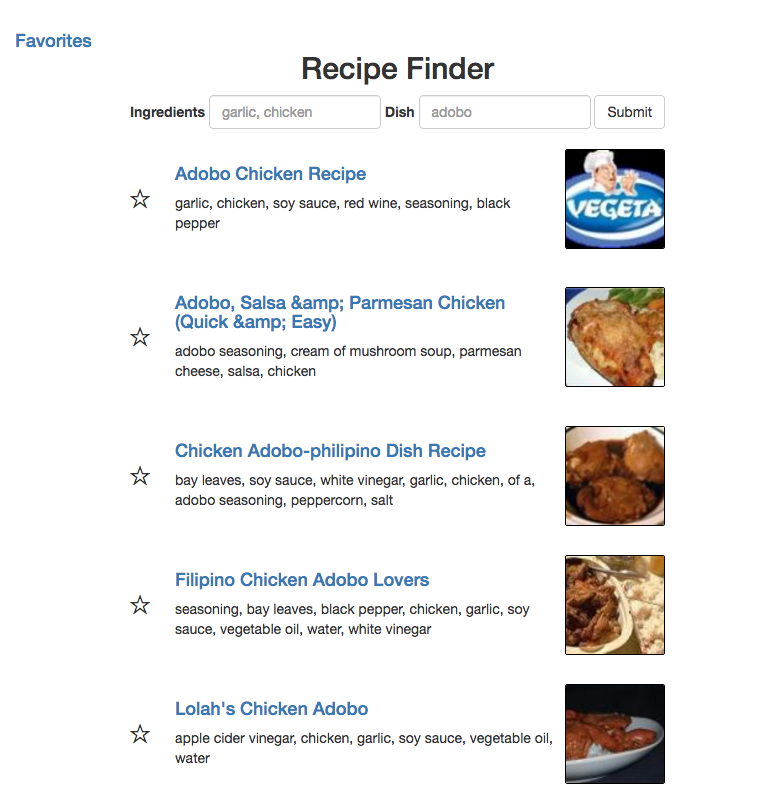 Favorites
Recipe Finder
Ingredients garlic, chicken Dish adobo Submit
Adobo Chicken Recipe
garlic, chicken, soy sauce, red wine, seasoning, black
pepper
VEGETA
Adobo, Salsa &amp; Parmesan Chicken
(Quick &amp; Easy)
adobo seasoning, cream of mushroom soup, parmesan
cheese, salsa, chicken
Chicken Adobo-philipino Dish Recipe
bay leaves, soy sauce, white vinegar, garlic, chicken, of a,
adobo seasoning, peppercorn, salt
Filipino Chicken Adobo Lovers
seasoning, bay leaves, black pepper, chicken, garlic, soy
sauce, vegetable oil, water, white vinegar
Lolah's Chicken Adobo
apple cider vinegar, chicken, garlic, soy sauce, vegetable oil,
water